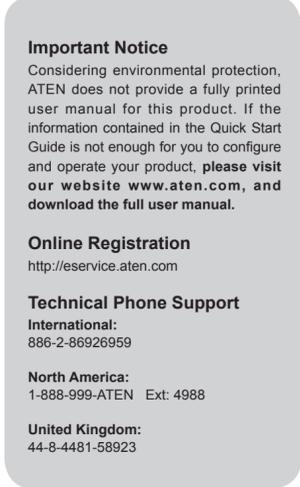 Important Notice
Considering environmental protection,
ATEN does not provide a fully printed
user manual for this product. If the
information contained in the Quick Start
Guide is not enough for you to configure
and operate your product, please visit
our website www.aten.com, and
download the full user manual.
Online Registration
http://eservice.aten.com
Technical Phone Support
International:
886-2-86926959
North America:
1-888-999-ATEN Ext: 4988
United Kingdom:
44-8-4481-58923